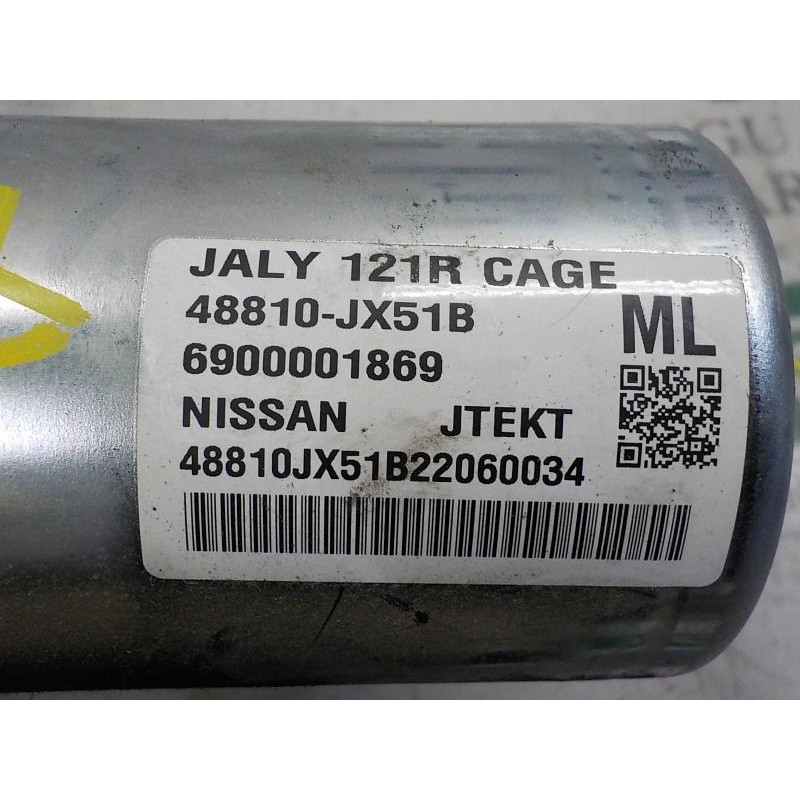 JALY 121R CAGE
48810-JX51B
ML
6900001869
NISSAN JTEKT
48810JX51B22060034